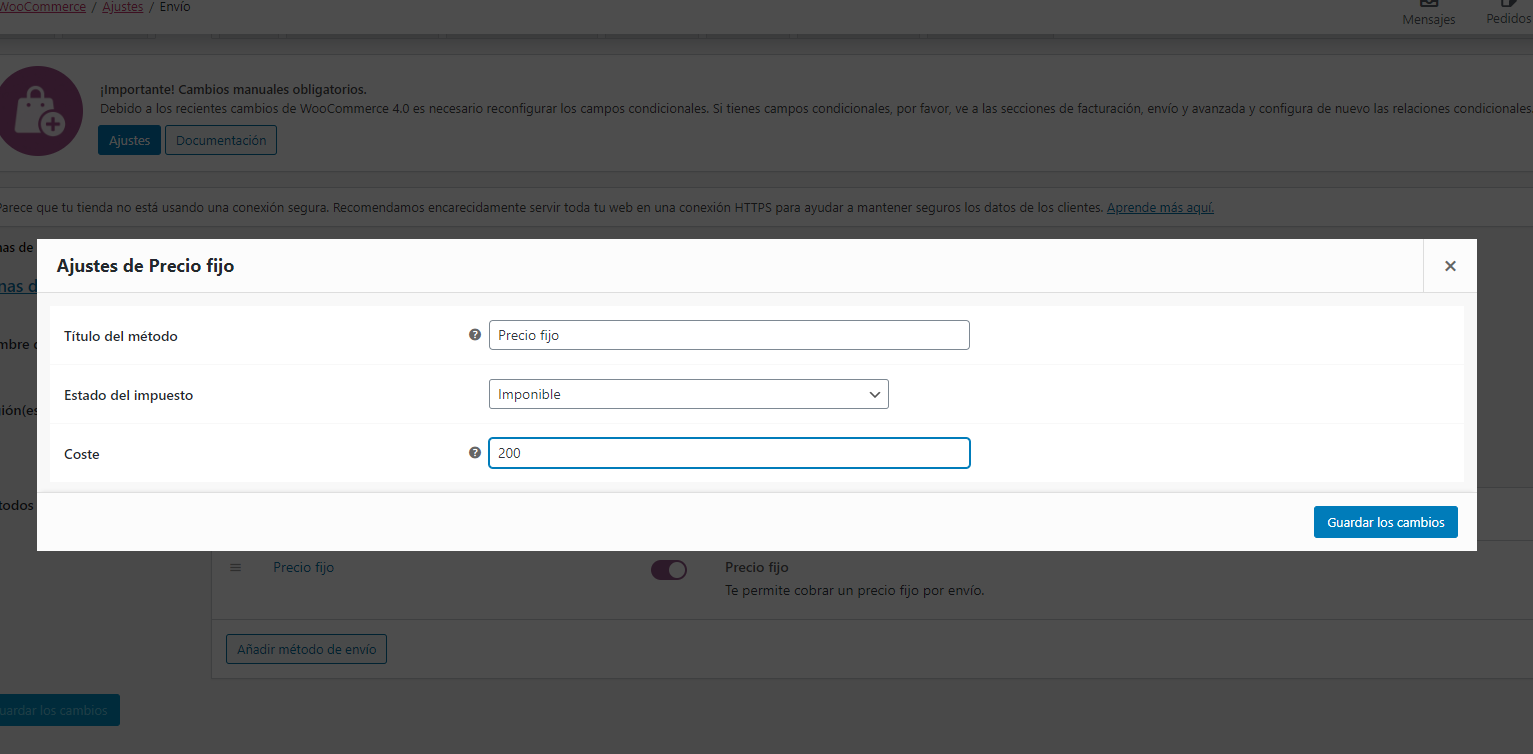 WooCommerce / Ajustes / Envío
Mensajes
Pedidos
¡Importante! Cambios manuales obligatorios.
Debido a los recientes cambios de WooCommerce 4.0 es necesario reconfigurar los campos condicionales. Si tienes campos condicionales, por favor, ve a las secciones de facturación, envío y avanzada y configura de nuevo las relaciones condicionales.
Ajustes
Documentación
Parece que tu tienda no está usando una conexión segura. Recomendamos encarecidamente servir toda tu web en una conexión HTTPS para ayudar a mantener seguros los datos de los clientes. Aprende más aquí.
nas de
Ajustes de Precio fijo
nas d
Título del método
Precio fijo
mbre
Estado del impuesto
Imponible
ión(es
Coste
200
todos
Guardar los cambios
Precio fijo
Precio fijo
Te permite cobrar un precio fijo por envío.
Añadir método de envío
uardar los cambios